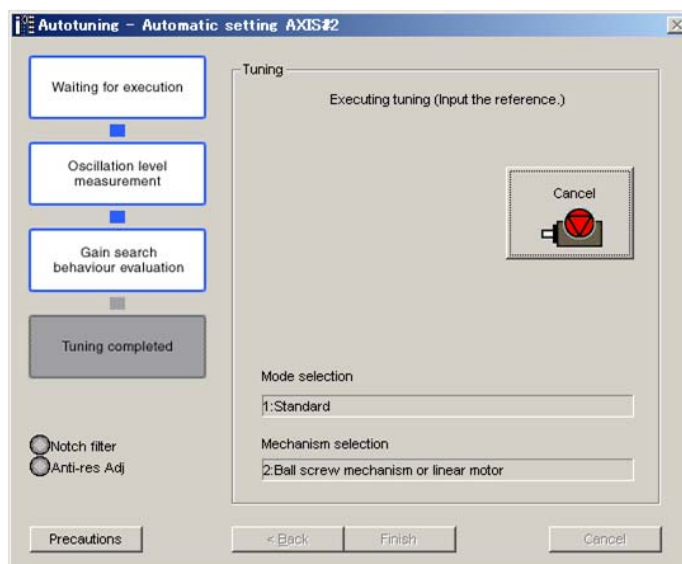 Autotuning - Automatic setting AXIS#2
Waiting for execution
Oscillation level
measurement
Gain search
behaviour evaluation
Tuning completed
Notch filter
Anti-res Adj
Precautions
Tuning
Executing tuning (Input the reference.)
Cancel
Mode selection
1:Standard
Mechanism selection
2:Ball screw mechanism or linear motor
< Back
Finish
Cancel